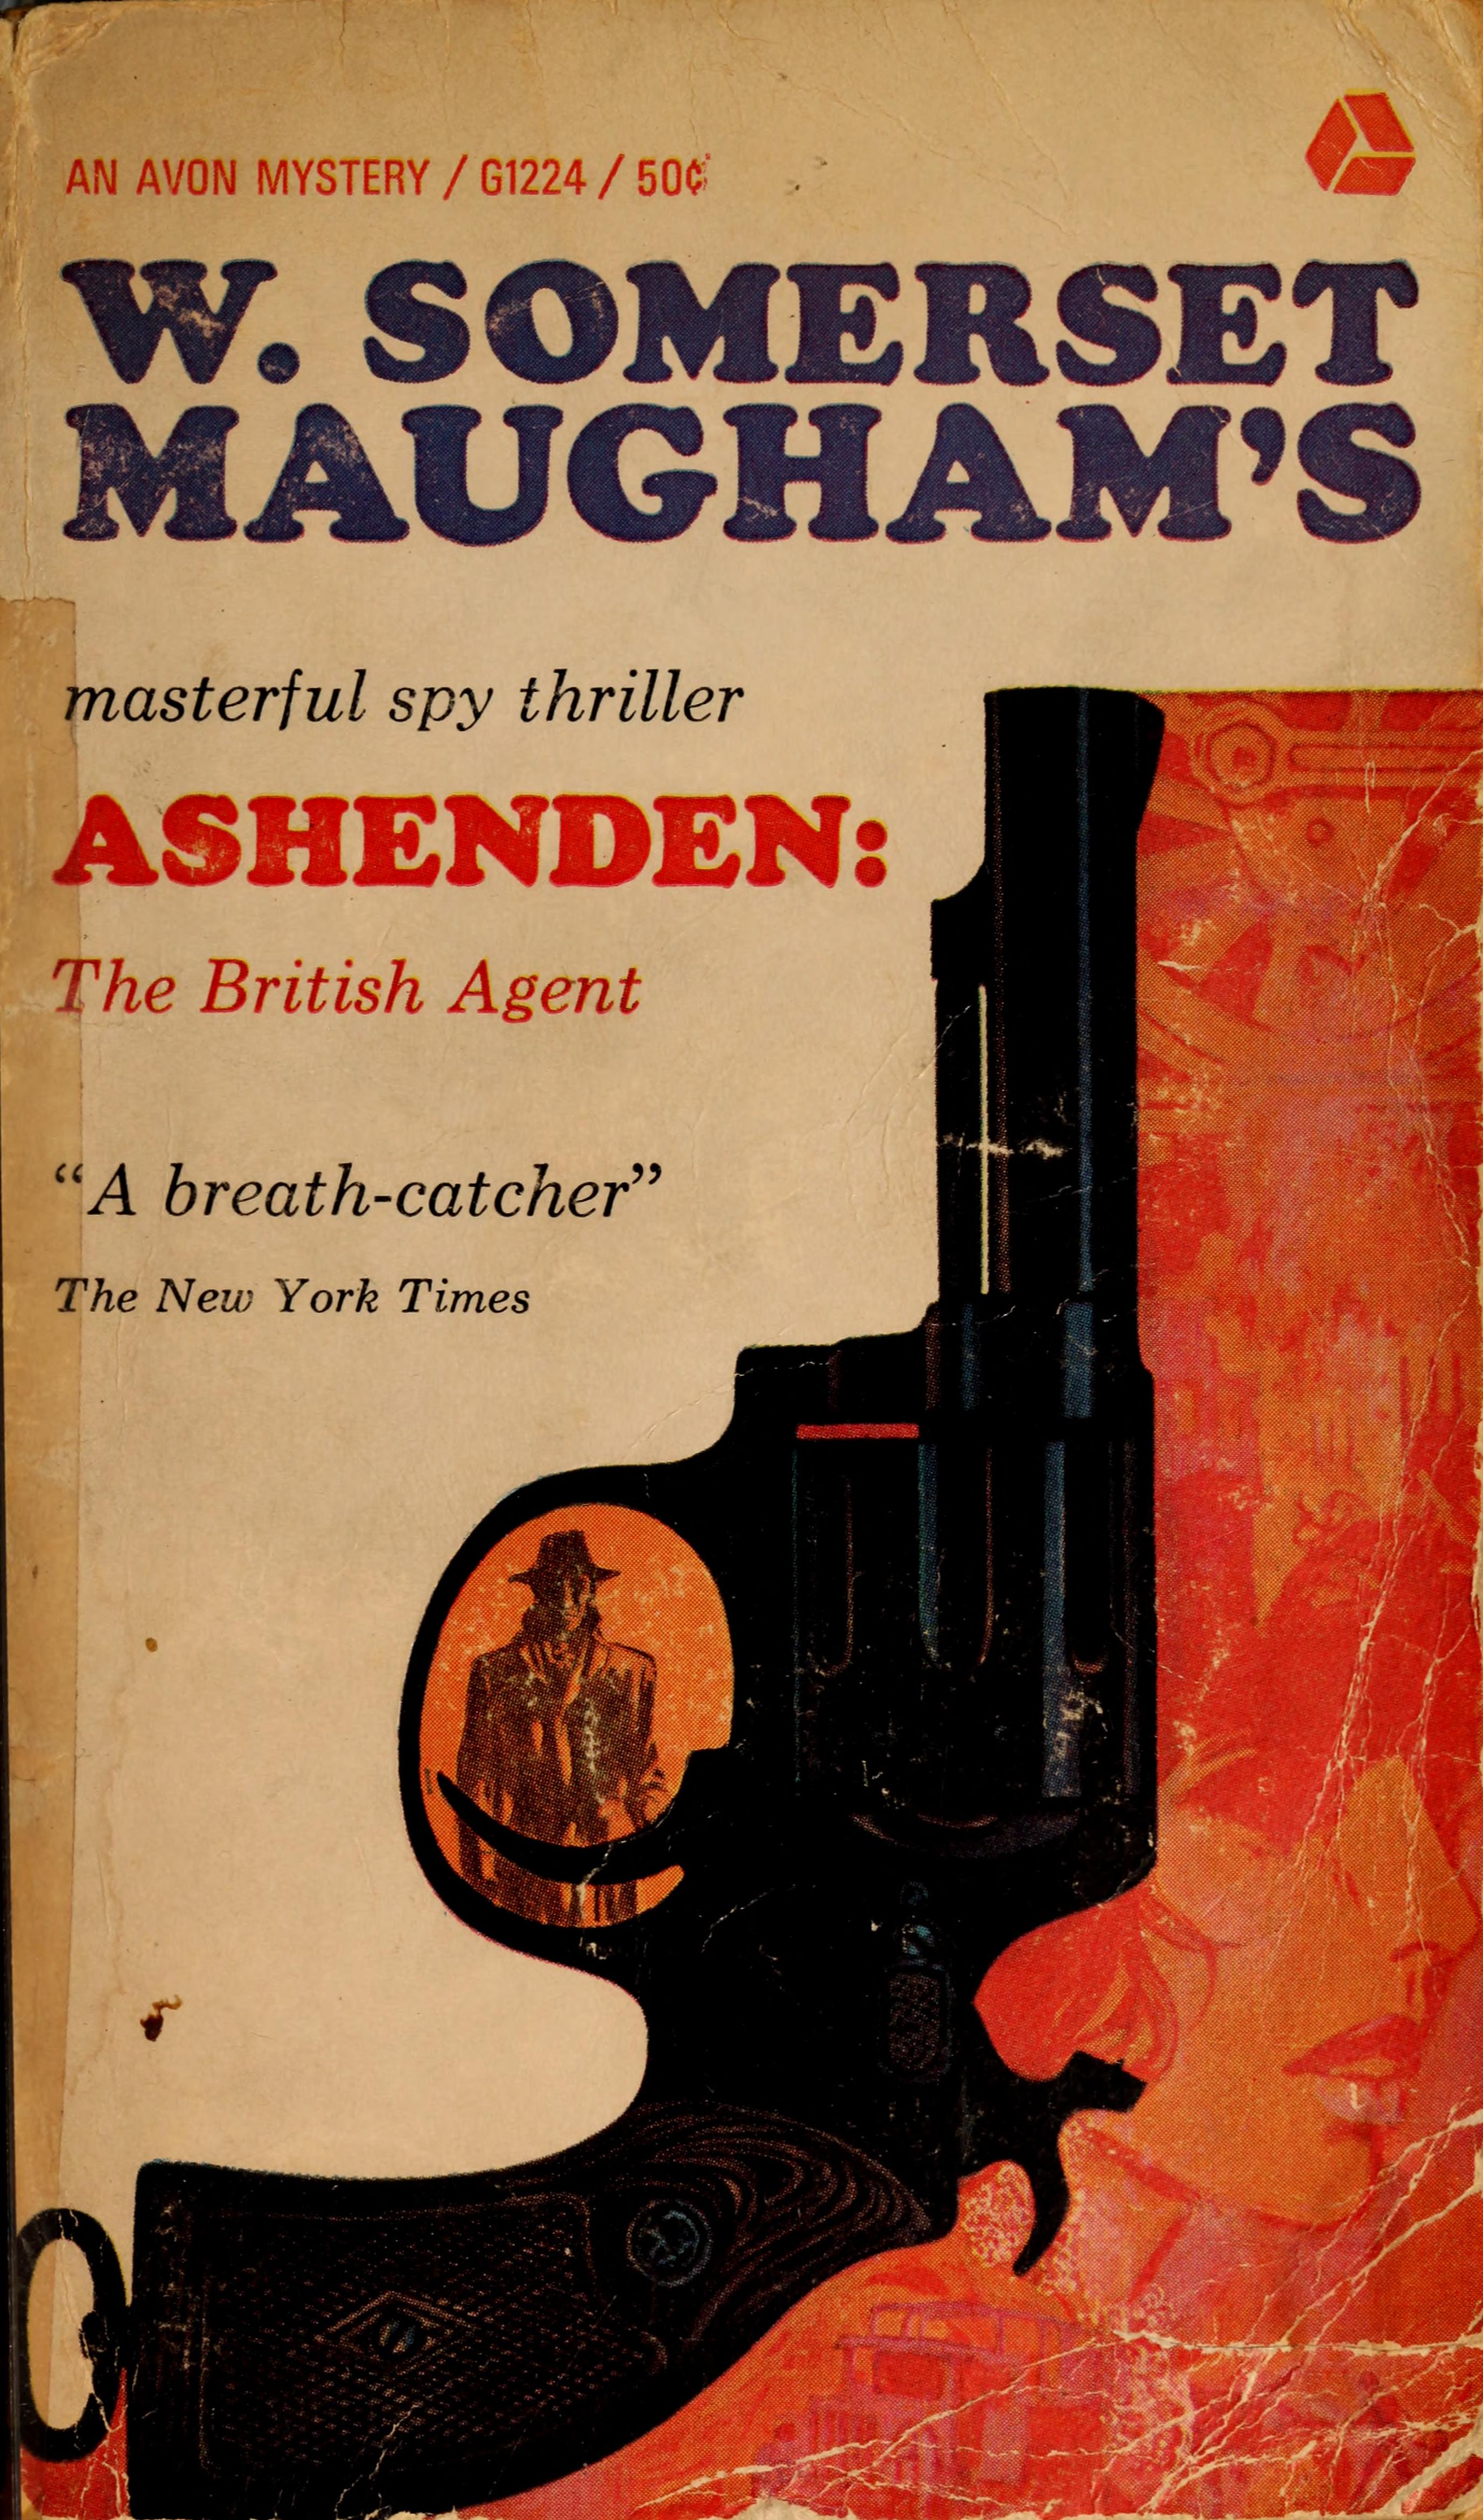 AN AVON MYSTERY / G1224 / 50¢
W. SOMERSET
MAUGHAM'S
masterful spy thriller
ASHENDEN:
The British Agent
“A breath-catcher”
The New York Times